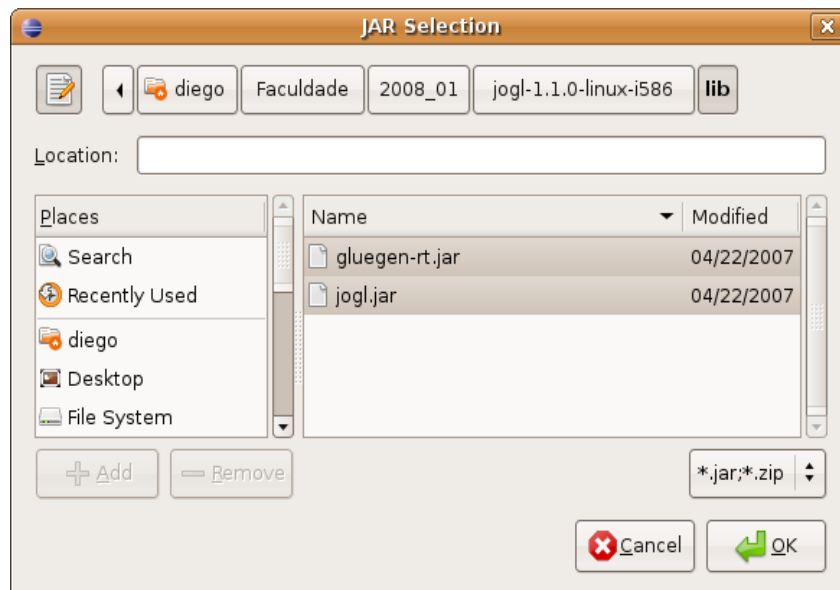 JAR Selection
diego Faculdade 2008_01 jogl-1.1.0-linux-i586 lib
Location:
Places
Search
Recently Used
diego
Desktop
File System
Name Modified
gluegen-rt.jar 04/22/2007
jogl.jar 04/22/2007
Add Remove *.jar;*.zip
Cancel OK